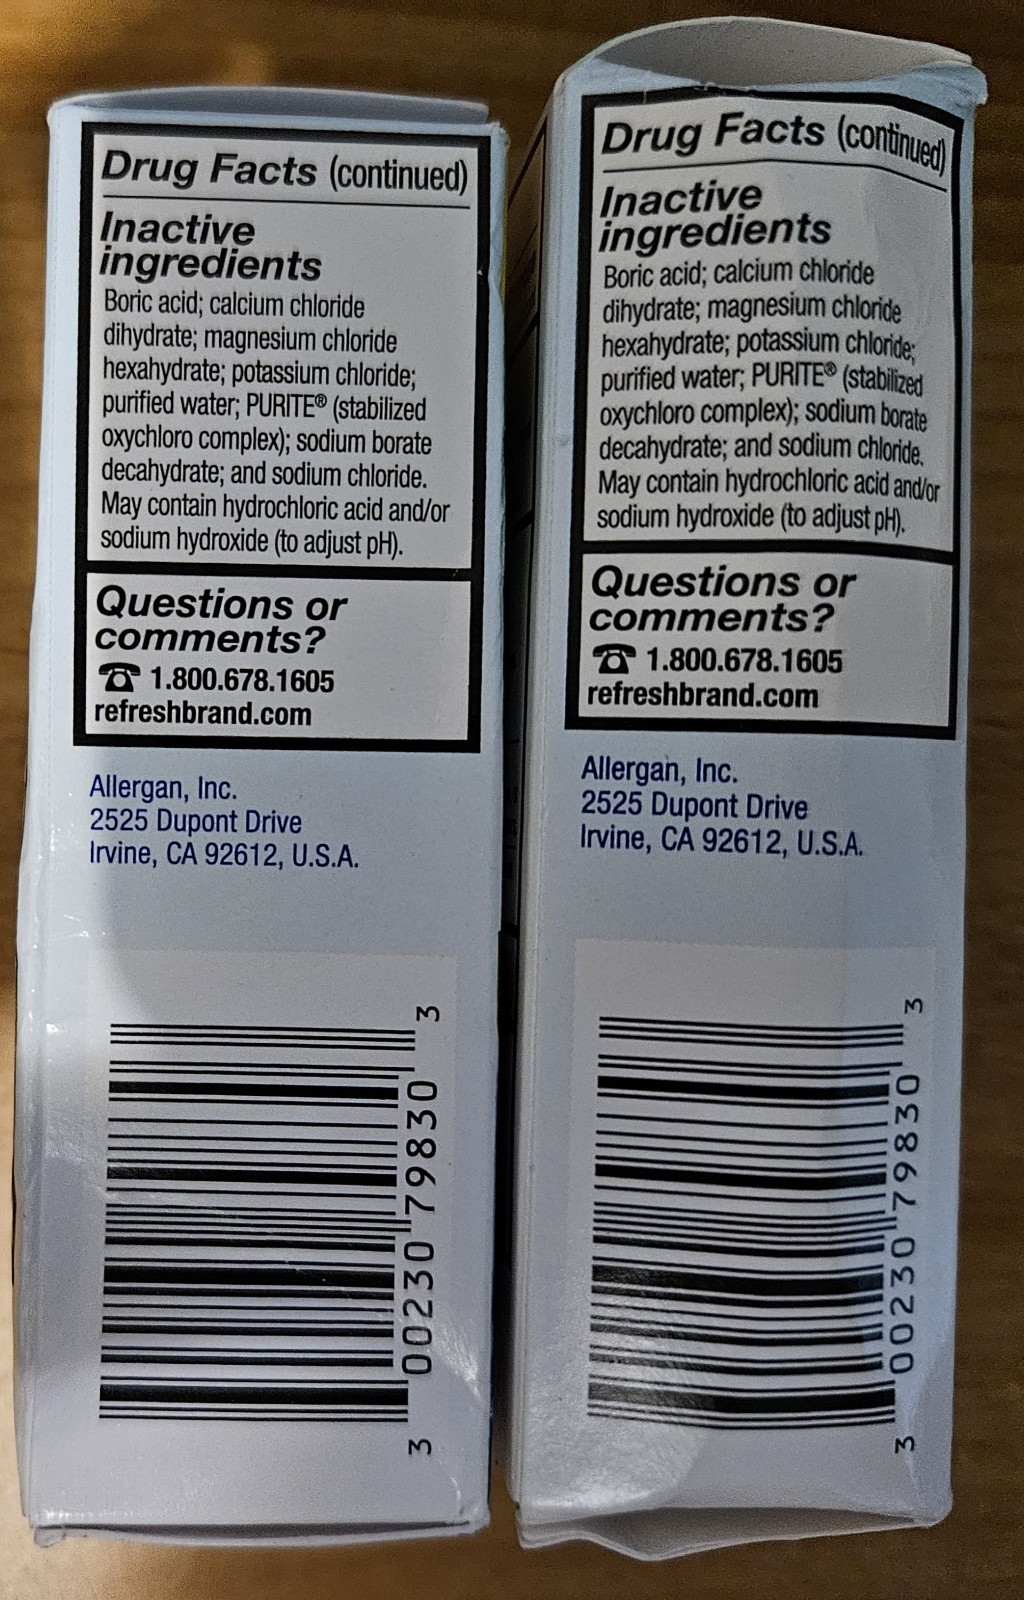 Drug Facts (continued)
Inactive
ingredients
Boric acid; calcium chloride
dihydrate; magnesium chloride
hexahydrate; potassium chloride;
purified water; PURITE® (stabilized
oxychloro complex); sodium borate
decahydrate; and sodium chloride.
May contain hydrochloric acid and/or
sodium hydroxide (to adjust pH).
Questions or
comments?
☎ 1.800.678.1605
refreshbrand.com
Allergan, Inc.
2525 Dupont Drive
Irvine, CA 92612, U.S.A.
3 00230 79830 3
Drug Facts (continued)
Inactive
ingredients
Boric acid; calcium chloride
dihydrate; magnesium chloride
hexahydrate; potassium chloride;
purified water; PURITE® (stabilized
oxychloro complex); sodium borate
decahydrate; and sodium chloride.
May contain hydrochloric acid and/or
sodium hydroxide (to adjust pH).
Questions or
comments?
☎ 1.800.678.1605
refreshbrand.com
Allergan, Inc.
2525 Dupont Drive
Irvine, CA 92612, U.S.A.
3 00230 79830 3